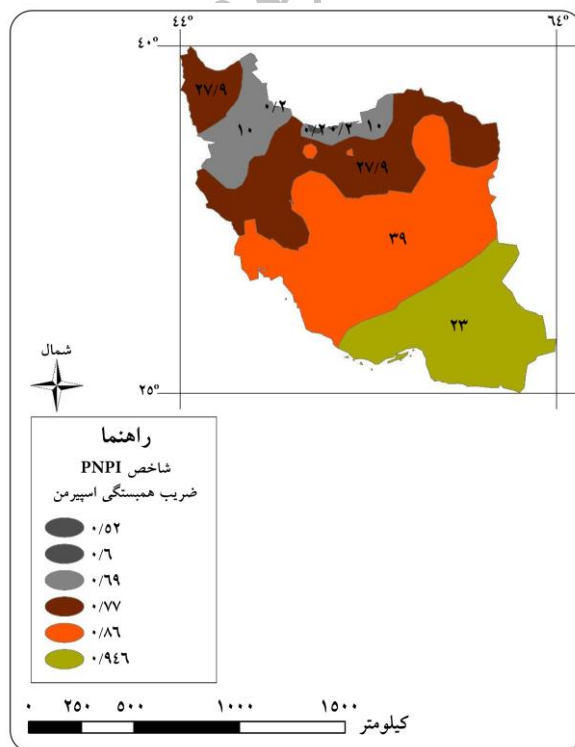 ۴۴° ۶۴°
۴۰°
۲۷/۹
۰/۲
۱۰
۰/۲ ۰/۲ ۱۰
۲۷/۹
۳۹
۲۳
شمال
۲۵°
راهنما
شاخص PNPI
ضریب همبستگی اسپیرمن
۰/۵۲
۰/۶
۰/۶۹
۰/۷۷
۰/۸۶
۰/۹۴۶
۰ ۲۵۰ ۵۰۰ ۱۰۰۰ ۱۵۰۰
کیلومتر